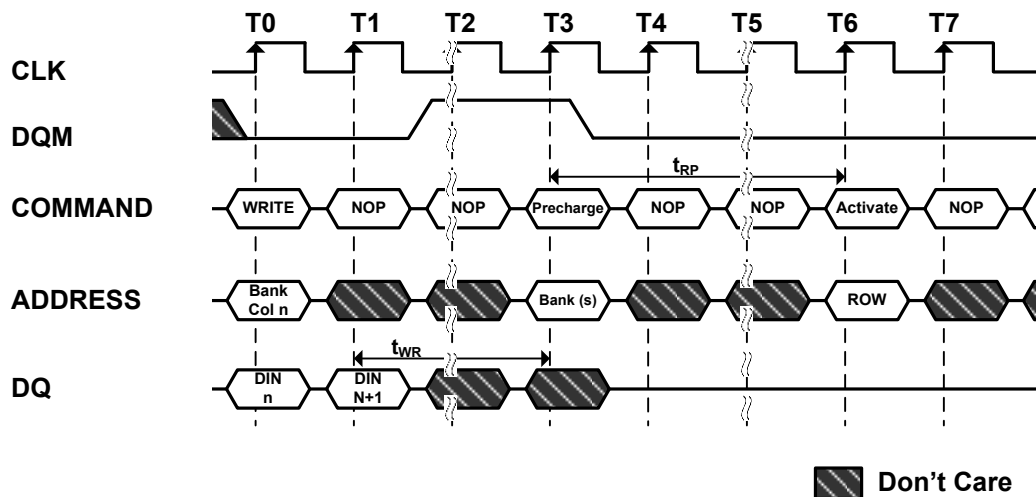 T0 T1 T2 T3 T4 T5 T6 T7
CLK
DQM
tRP
COMMAND WRITE NOP NOP Precharge NOP NOP Activate NOP
ADDRESS Bank Col n Bank (s) ROW
tWR
DQ DIN n DIN N+1
Don't Care